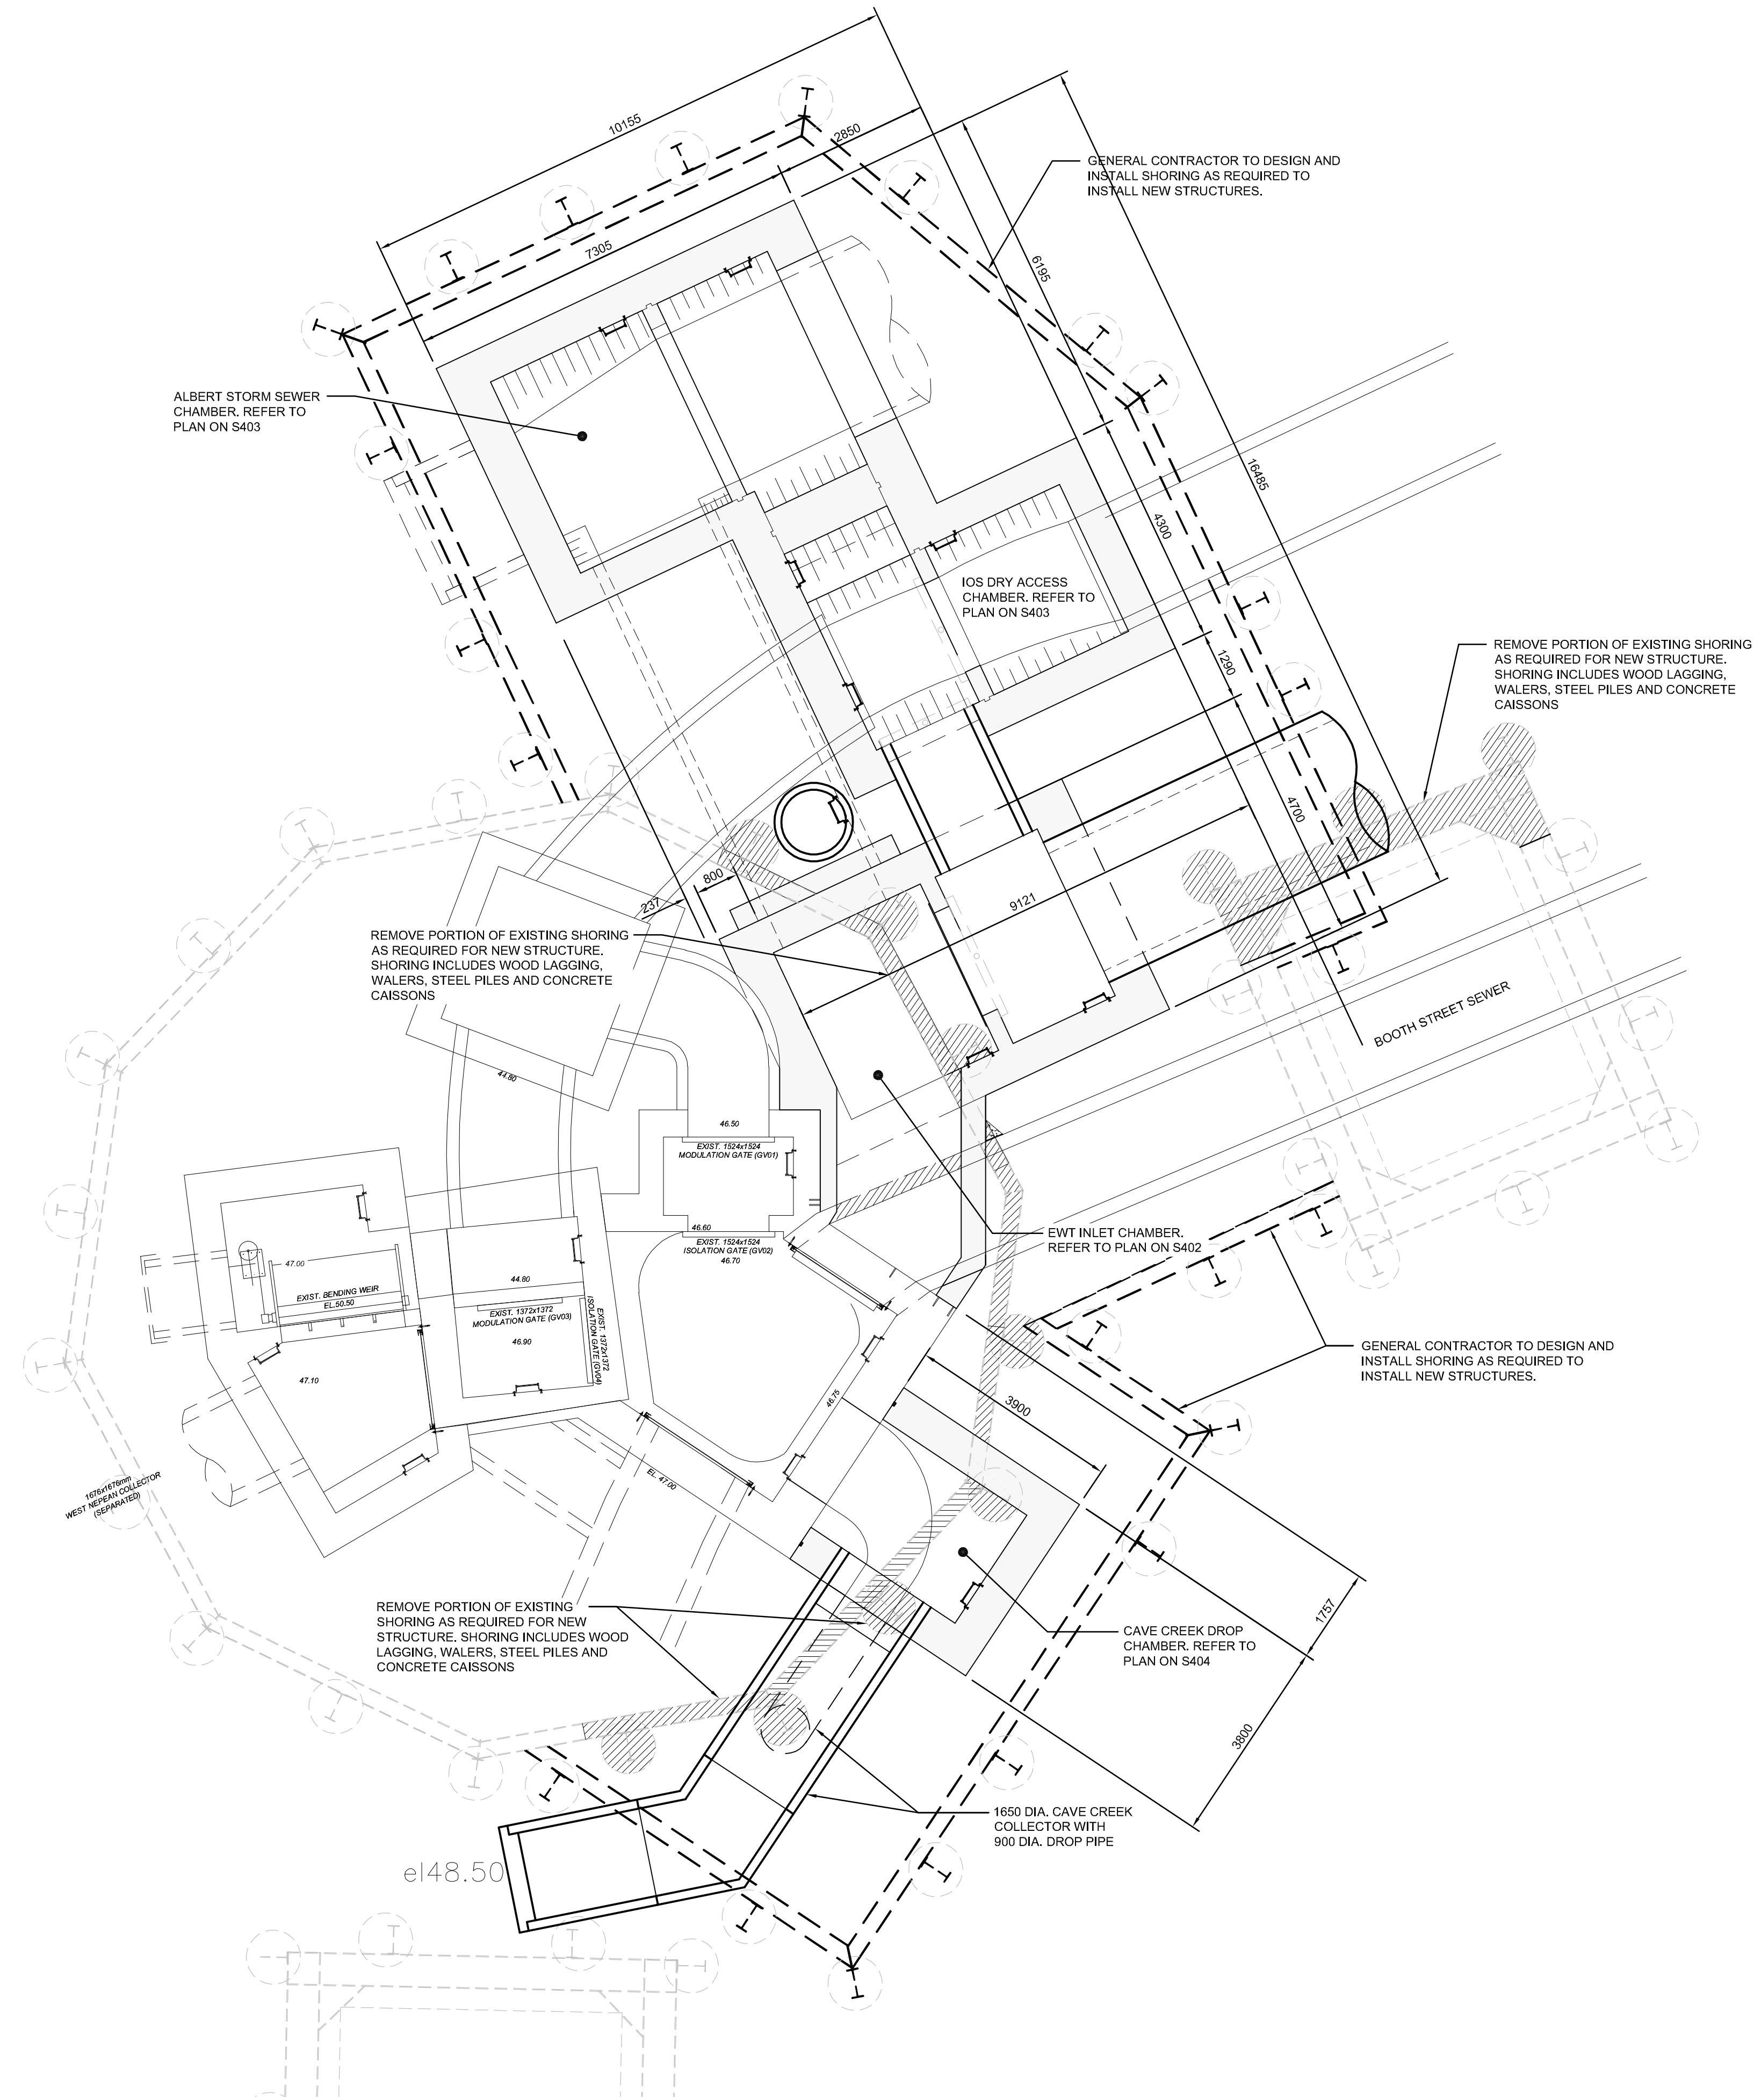 10155
2850
7305
GENERAL CONTRACTOR TO DESIGN AND
INSTALL SHORING AS REQUIRED TO
INSTALL NEW STRUCTURES.
6195
16485
ALBERT STORM SEWER
CHAMBER. REFER TO
PLAN ON S403
4300
IOS DRY ACCESS
CHAMBER. REFER TO
PLAN ON S403
1290
REMOVE PORTION OF EXISTING SHORING
AS REQUIRED FOR NEW STRUCTURE.
SHORING INCLUDES WOOD LAGGING,
WALERS, STEEL PILES AND CONCRETE
CAISSONS
4700
800
237
9121
REMOVE PORTION OF EXISTING SHORING
AS REQUIRED FOR NEW STRUCTURE.
SHORING INCLUDES WOOD LAGGING,
WALERS, STEEL PILES AND CONCRETE
CAISSONS
BOOTH STREET SEWER
44.80
46.50
EXIST. 1524x1524
MODULATION GATE (GV01)
46.60
EXIST. 1524x1524
ISOLATION GATE (GV02)
46.70
EWT INLET CHAMBER.
REFER TO PLAN ON S402
47.00
EXIST. BENDING WEIR
EL.50.50
44.80
EXIST. 1372x1372
MODULATION GATE (GV03)
46.90
EXIST. 1372x1372
ISOLATION GATE (GV04)
47.10
46.75
GENERAL CONTRACTOR TO DESIGN AND
INSTALL SHORING AS REQUIRED TO
INSTALL NEW STRUCTURES.
3900
EL. 47.00
1676x1676mm
WEST NEPEAN COLLECTOR
(SEPARATED)
1757
REMOVE PORTION OF EXISTING
SHORING AS REQUIRED FOR NEW
STRUCTURE. SHORING INCLUDES WOOD
LAGGING, WALERS, STEEL PILES AND
CONCRETE CAISSONS
CAVE CREEK DROP
CHAMBER. REFER TO
PLAN ON S404
3800
1650 DIA. CAVE CREEK
COLLECTOR WITH
900 DIA. DROP PIPE
el48.50